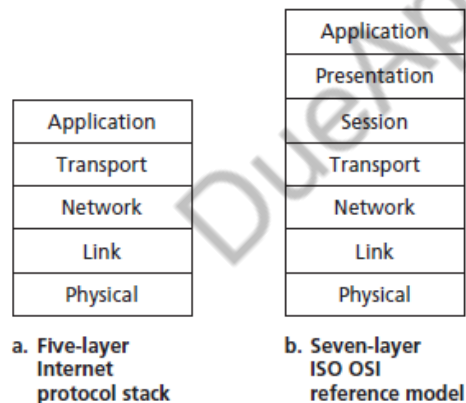 Application
Transport
Network
Link
Physical
a. Five-layer
Internet
protocol stack
Application
Presentation
Session
Transport
Network
Link
Physical
b. Seven-layer
ISO OSI
reference model
DueAp